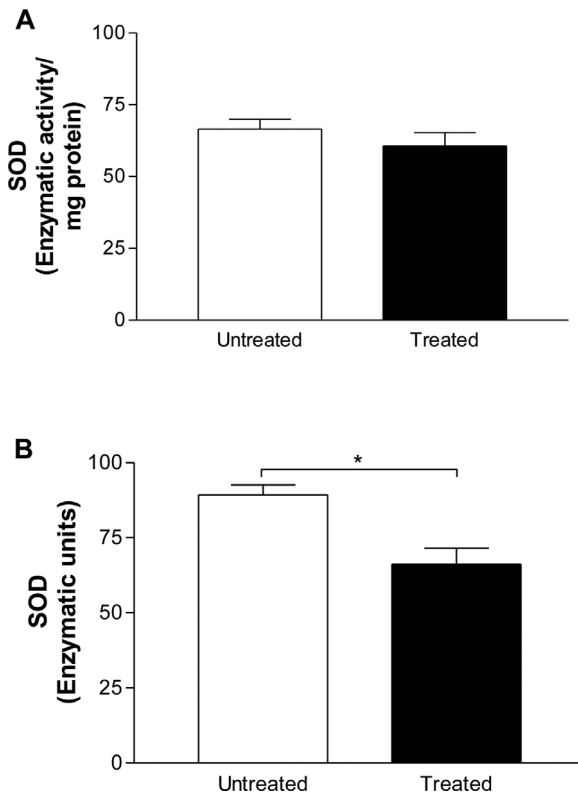 A
SOD
(Enzymatic activity/
mg protein)
100
75
50
25
0
Untreated Treated
B
SOD
(Enzymatic units)
100
75
50
25
0
*
Untreated Treated